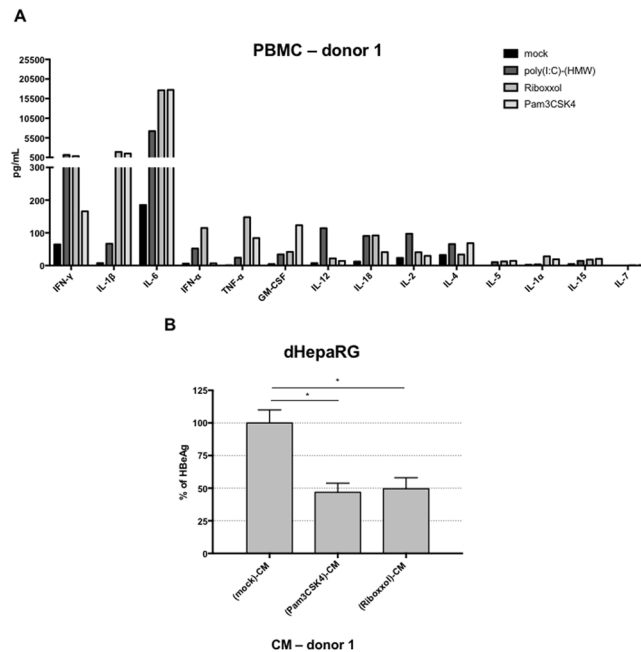 A
PBMC – donor 1
mock
poly(I:C)-(HMW)
Riboxxol
Pam3CSK4
pg/mL
25500
20500
15500
10500
5500
500
300
200
100
0
IFN-γ
IL-1β
IL-6
IFN-α
TNF-α
GM-CSF
IL-12
IL-18
IL-2
IL-4
IL-5
IL-1α
IL-15
IL-7
B
dHepaRG
% of HBeAg
125
100
75
50
25
0
*
*
(mock)-CM
(Pam3CSK4)-CM
(Riboxxol)-CM
CM – donor 1